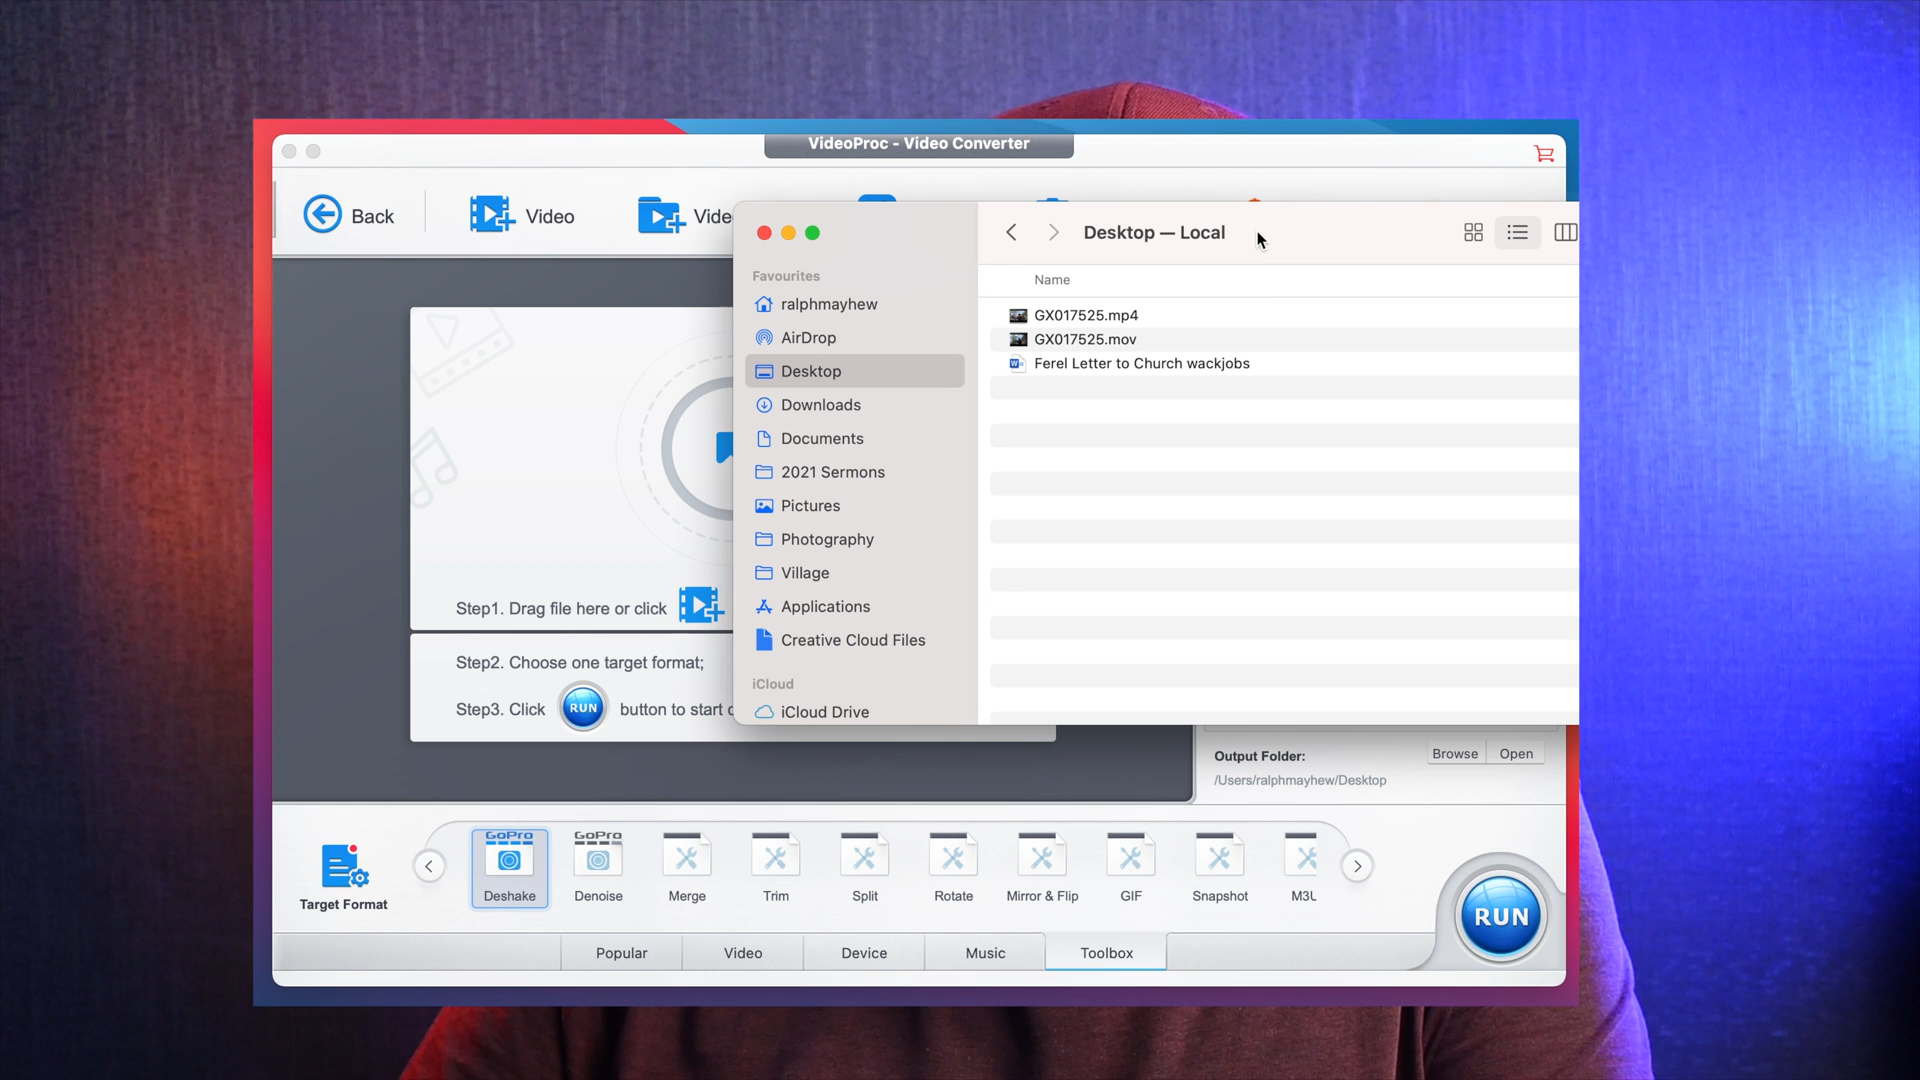 VideoProc - Video Converter
Back
Video
Desktop — Local
Favourites
Name
ralphmayhew
GX017525.mp4
AirDrop
GX017525.mov
Desktop
Ferel Letter to Church wackjobs
Downloads
Documents
2021 Sermons
Pictures
Photography
Village
Applications
Step1. Drag file here or click
Creative Cloud Files
Step2. Choose one target format;
iCloud
Step3. Click RUN button to start
iCloud Drive
Output Folder:
Browse
Open
/Users/ralphmayhew/Desktop
GoPro
GoPro
Target Format
Deshake
Denoise
Merge
Trim
Split
Rotate
Mirror & Flip
GIF
Snapshot
RUN
Popular
Video
Device
Music
Toolbox